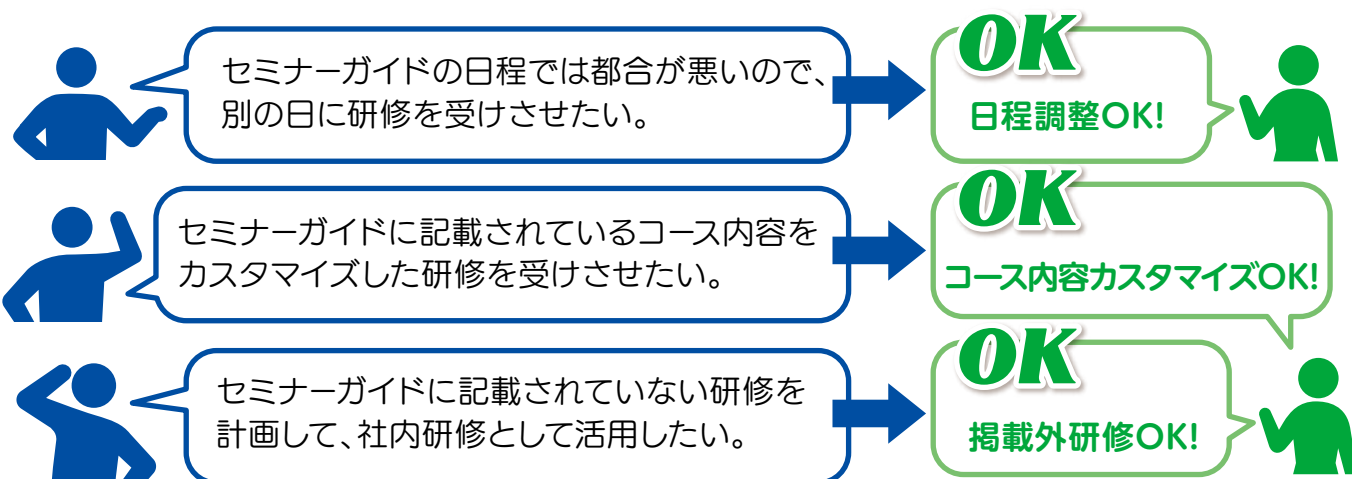 セミナーガイドの日程では都合が悪いので、
別の日に研修を受けさせたい。
OK
日程調整OK!
セミナーガイドに記載されているコース内容を
カスタマイズした研修を受けさせたい。
OK
コース内容カスタマイズOK!
セミナーガイドに記載されていない研修を
計画して、社内研修として活用したい。
OK
掲載外研修OK!